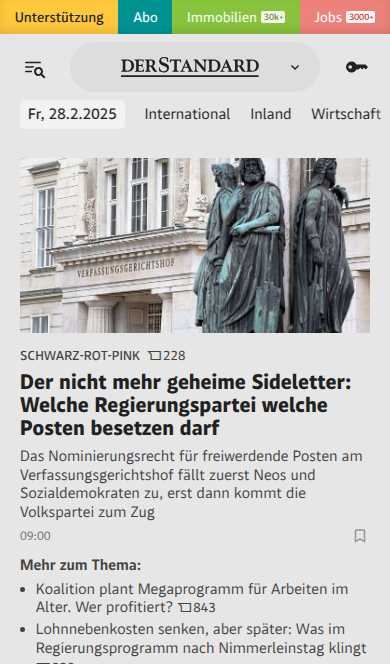 Unterstützung
Abo
Immobilien 30k+
Jobs 3000+
DERSTANDARD
Fr, 28.2.2025 International Inland Wirtschaft
VERFASSUNGSGERICHTSHOF
SCHWARZ-ROT-PINK 228
Der nicht mehr geheime Sideletter:
Welche Regierungspartei welche
Posten besetzen darf
Das Nominierungsrecht für freiwerdende Posten am
Verfassungsgerichtshof fällt zuerst Neos und
Sozialdemokraten zu, erst dann kommt die
Volkspartei zum Zug
09:00
Mehr zum Thema:
• Koalition plant Megaprogramm für Arbeiten im
Alter. Wer profitiert? 843
• Lohnnebenkosten senken, aber später: Was im
Regierungsprogramm nach Nimmerleinstag klingt